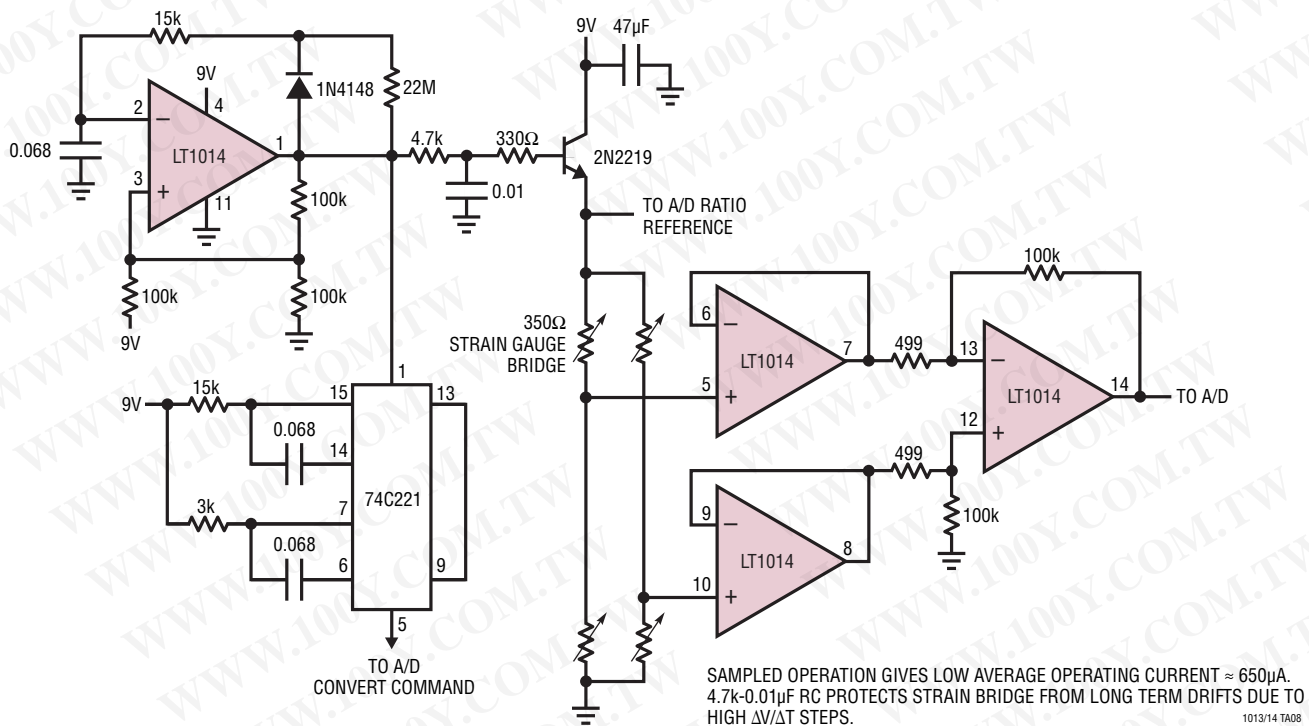 15k
9V
47µF
9V
1N4148
22M
2
4
0.068
LT1014
1
4.7k
330Ω
2N2219
3
11
100k
0.01
TO A/D RATIO
REFERENCE
100k
100k
9V
100k
350Ω
STRAIN GAUGE
BRIDGE
6
LT1014
7
499
13
5
LT1014
14
TO A/D
12
1
15k
15
13
9V
0.068
14
499
74C221
3k
7
9
100k
0.068
LT1014
8
6
9
10
5
TO A/D
CONVERT COMMAND
SAMPLED OPERATION GIVES LOW AVERAGE OPERATING CURRENT ≈ 650µA.
4.7k-0.01µF RC PROTECTS STRAIN BRIDGE FROM LONG TERM DRIFTS DUE TO
HIGH ∆V/∆T STEPS.
1013/14 TA08
WWW.100Y.COM.TW